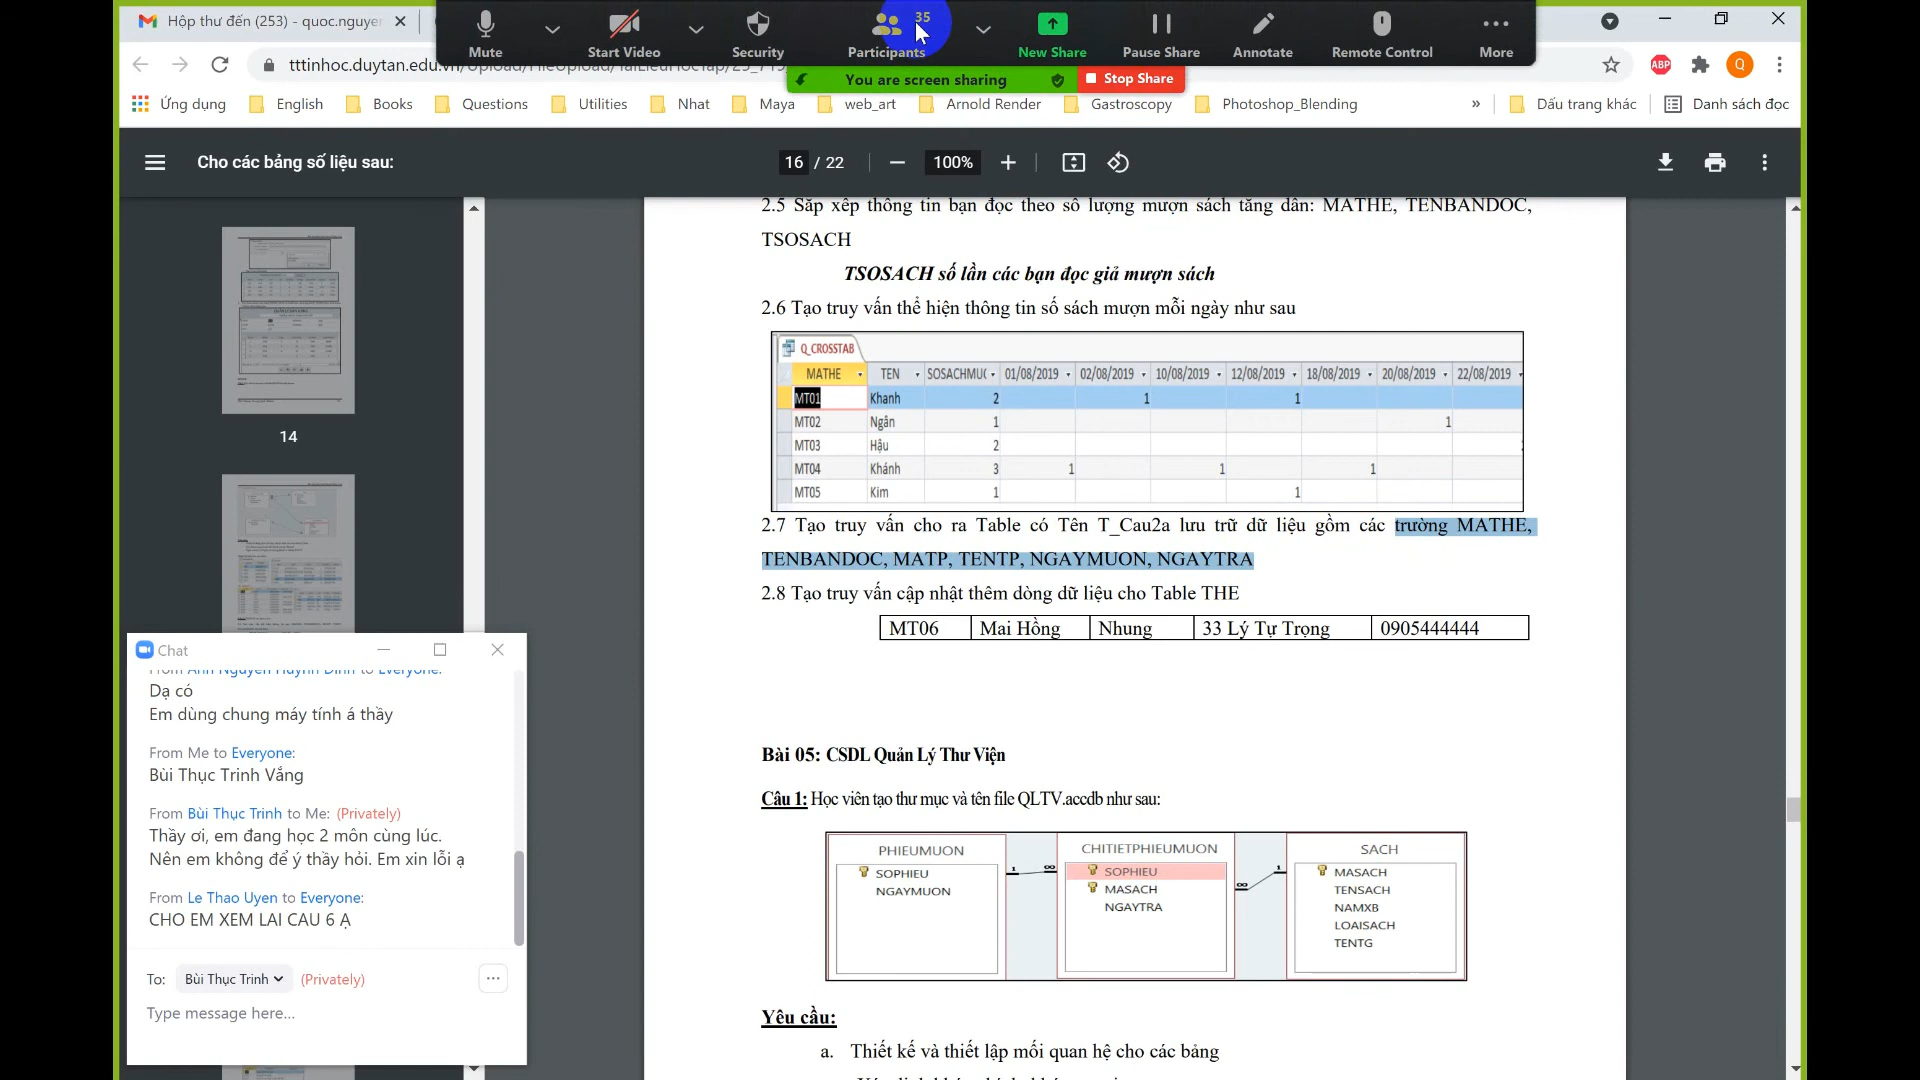 Hộp thư đến (253) - quoc.nguye
Mute
Start Video
Security
35
Participants
New Share
Pause Share
Annotate
Remote Control
More
You are screen sharing
Stop Share
ABP
Q
Ứng dụng
English
Books
Questions
Utilities
Nhat
Maya
web_art
Arnold Render
Gastroscopy
Photoshop_Blending
»
Dấu trang khác
Danh sách đọc
Cho các bảng số liệu sau:
16 / 22
100%
14
2.5 Sắp xếp thông tin bạn đọc theo số lượng mượn sách tăng dần: MATHE, TENBANDOC,
TSOSACH
TSOSACH số lần các bạn đọc giả mượn sách
2.6 Tạo truy vấn thể hiện thông tin số sách mượn mỗi ngày như sau
Q_CROSSTAB
MATHE TEN SOSACHMUC 01/08/2019 02/08/2019 10/08/2019 12/08/2019 18/08/2019 20/08/2019 22/08/2019
MT01 Khanh 2 1 1
MT02 Ngân 1 1
MT03 Hậu 2
MT04 Khánh 3 1 1 1
MT05 Kim 1 1
2.7 Tạo truy vấn cho ra Table có Tên T_Cau2a lưu trữ dữ liệu gồm các trường MATHE,
TENBANDOC, MATP, TENTP, NGAYMUON, NGAYTRA
2.8 Tạo truy vấn cập nhật thêm dòng dữ liệu cho Table THE
MT06 Mai Hồng Nhung 33 Lý Tự Trọng 0905444444
Bài 05: CSDL Quản Lý Thư Viện
Câu 1: Học viên tạo thư mục và tên file QLTV.accdb như sau:
PHIEUMUON
SOPHIEU
NGAYMUON
CHITIETPHIEUMUON
SOPHIEU
MASACH
NGAYTRA
SACH
MASACH
TENSACH
NAMXB
LOAISACH
TENTG
1 ∞
∞ 1
Yêu cầu:
a. Thiết kế và thiết lập mối quan hệ cho các bảng
Chat
Dạ có
Em dùng chung máy tính á thầy
From Me to Everyone:
Bùi Thục Trinh Vắng
From Bùi Thục Trinh to Me: (Privately)
Thầy ơi, em đang học 2 môn cùng lúc.
Nên em không để ý thầy hỏi. Em xin lỗi ạ
From Le Thao Uyen to Everyone:
CHO EM XEM LAI CAU 6 Ạ
To: Bùi Thục Trinh (Privately)
Type message here...